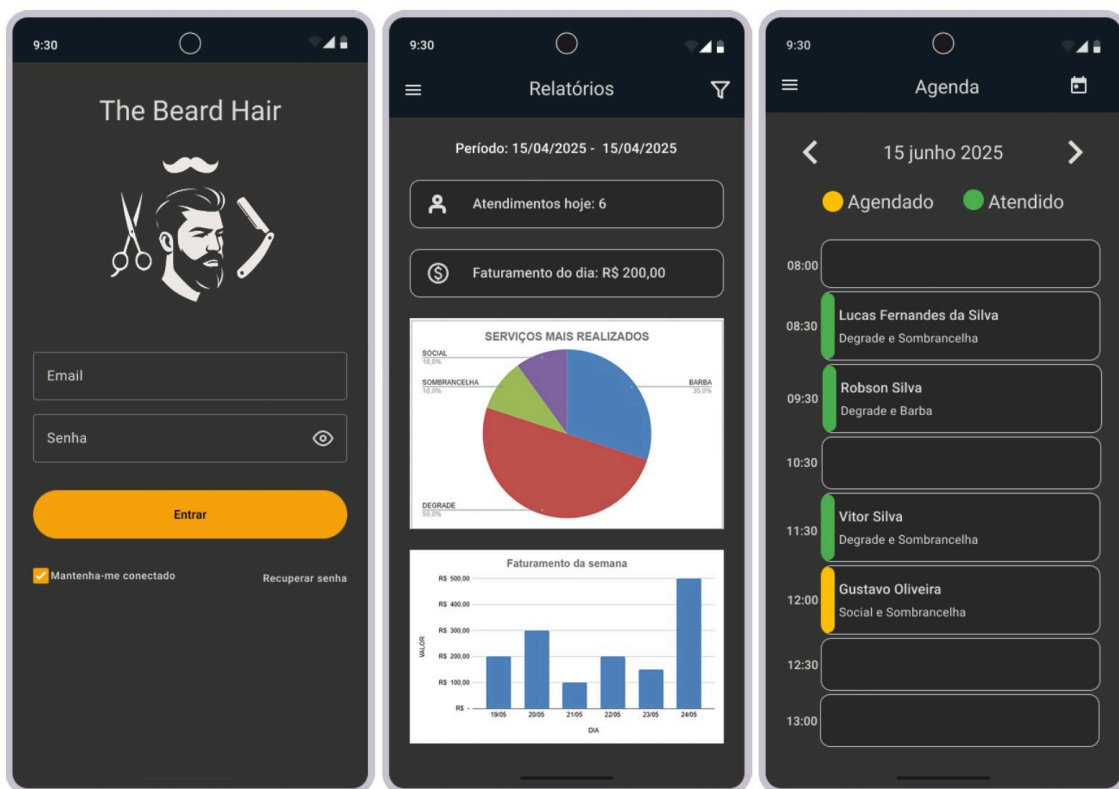 9:30
The Beard Hair
Email
Senha
Entrar
Mantenha-me conectado
Recuperar senha
9:30
Relatórios
Período: 15/04/2025 - 15/04/2025
Atendimentos hoje: 6
Faturamento do dia: R$ 200,00
SERVIÇOS MAIS REALIZADOS
SOCIAL
10,0%
SOMBRANCELHA
10,0%
BARBA
30,0%
DEGRADE
50,0%
Faturamento da semana
R$ 500,00
R$ 400,00
R$ 300,00
R$ 200,00
R$ 100,00
R$ -
VALOR
19/05 20/05 21/05 22/05 23/05 24/05
DIA
9:30
Agenda
15 junho 2025
Agendado Atendido
08:00
08:30
Lucas Fernandes da Silva
Degrade e Sombrancelha
09:30
Robson Silva
Degrade e Barba
10:30
11:30
Vitor Silva
Degrade e Sombrancelha
12:00
Gustavo Oliveira
Social e Sombrancelha
12:30
13:00